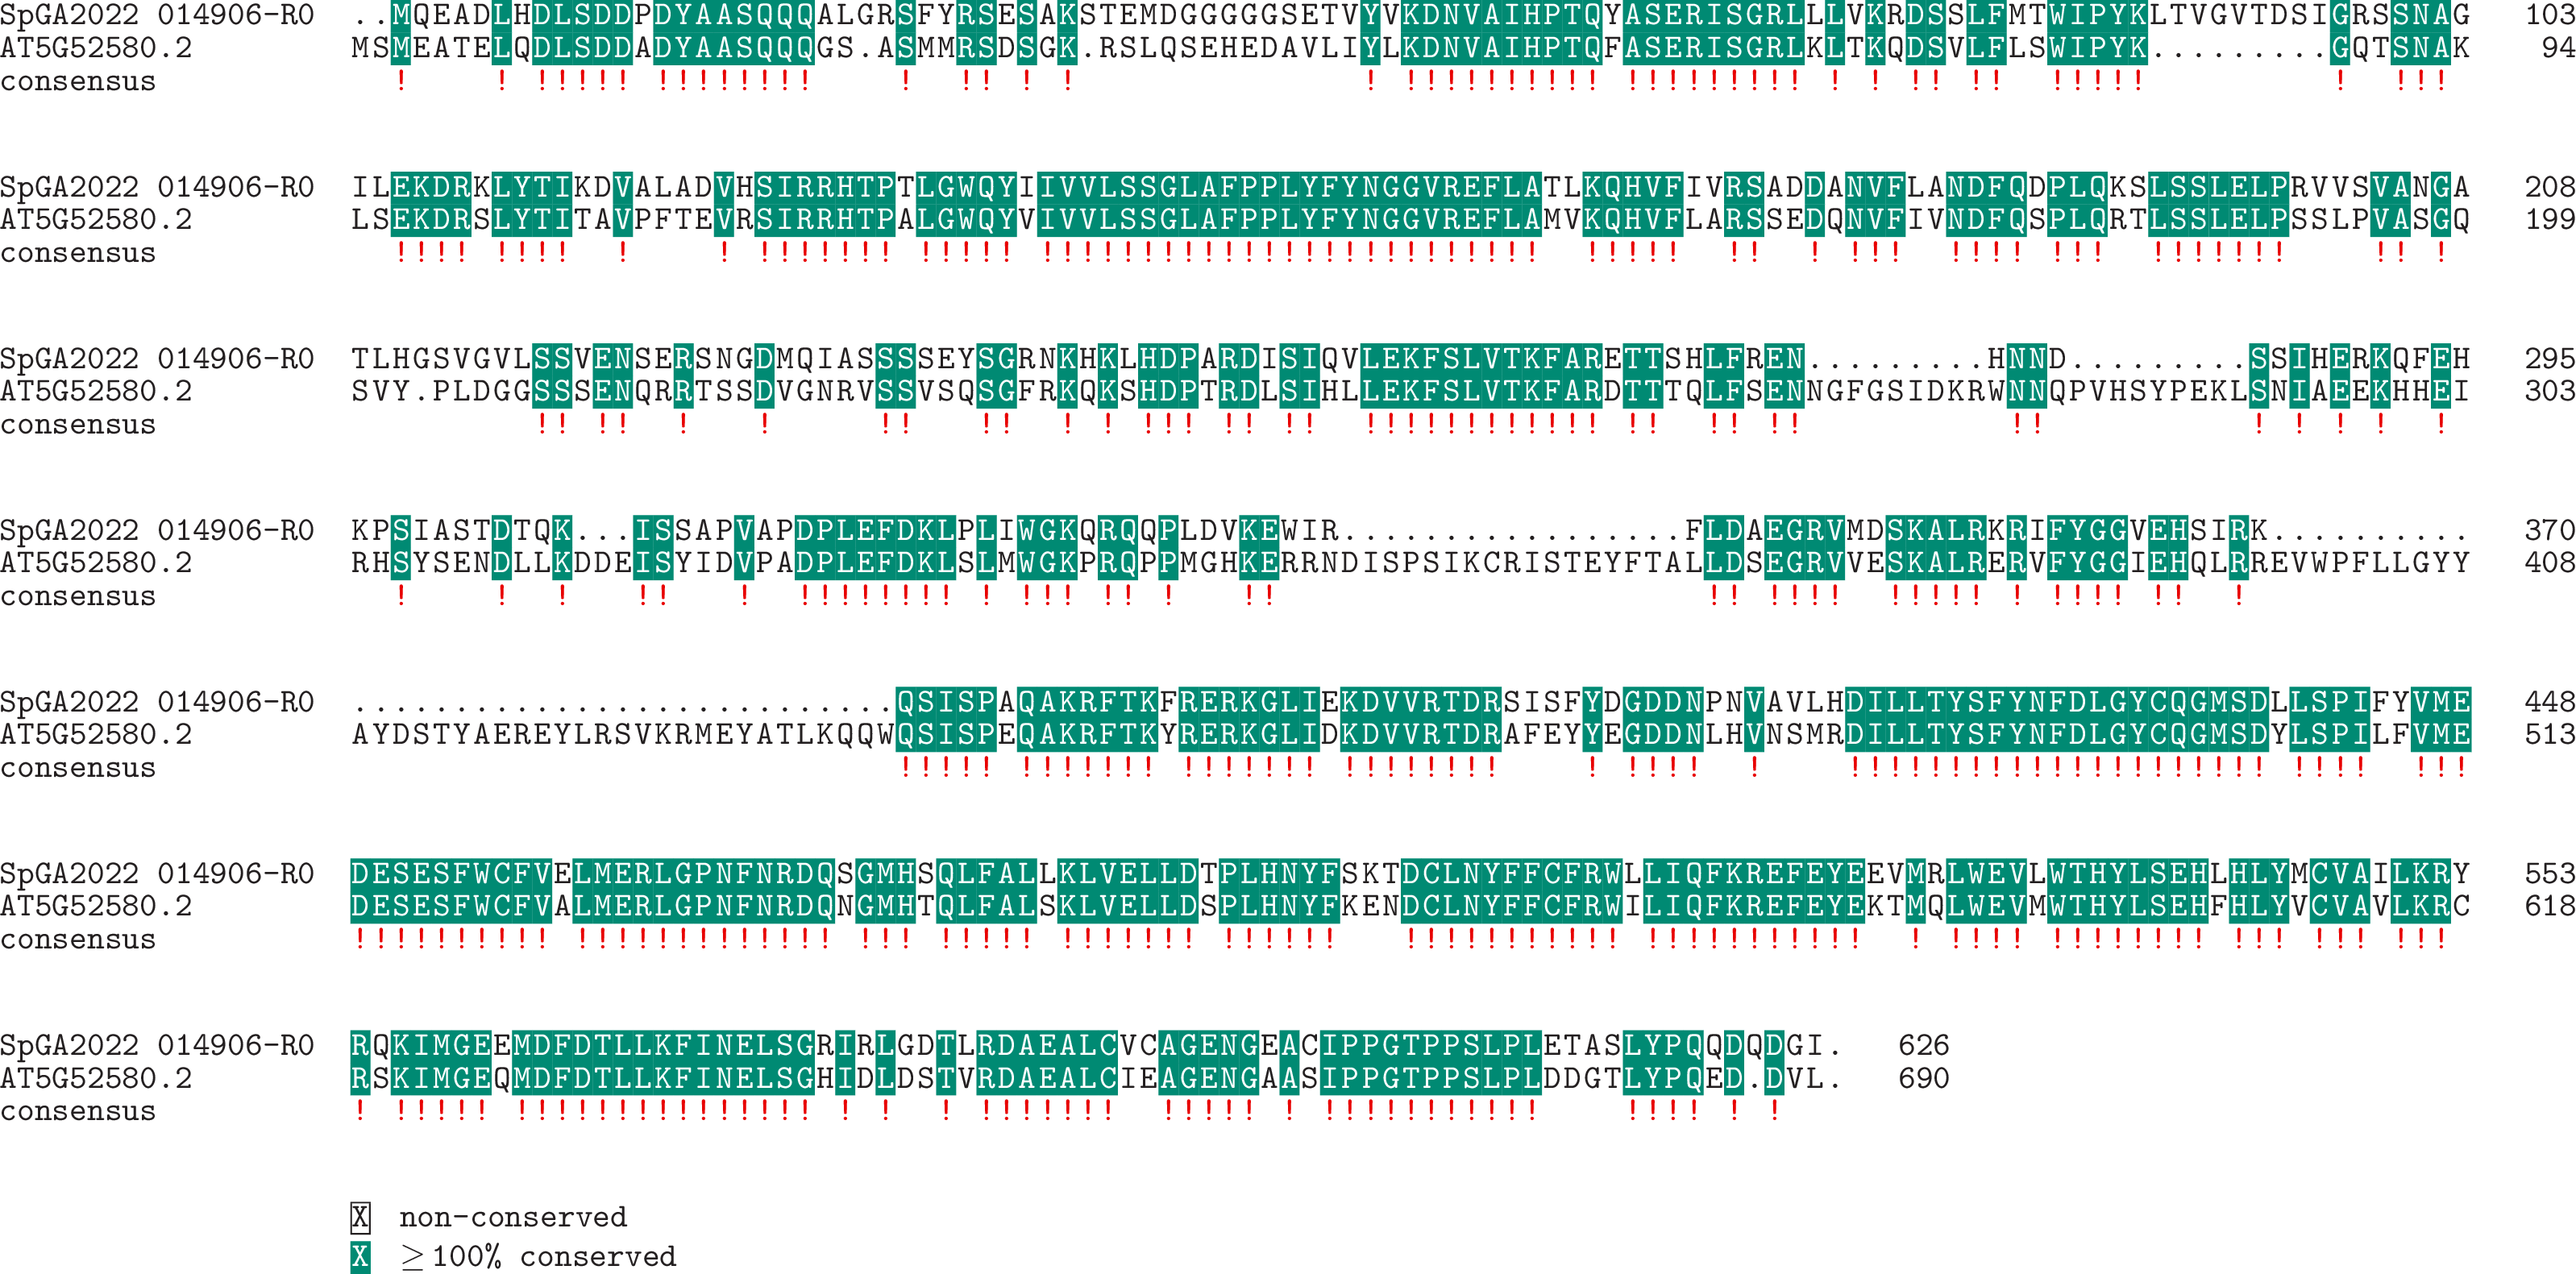 SpGA2022 014906-R0 ..MQEADLHDLSDDPDYAASQQQALGRSFYRSESAKSTEMDGGGGGSETVYVKDNVAIHPTQYASERISGRLLLVKRDSSLFMTWIPYKLTVGVTDSIGRSSNAG 103
AT5G52580.2 MSMEATELQDLSDDADYAASQQQGS.ASMMRSDSGK.RSLQSEHEDAVLIYLKDNVAIHPTQFASERISGRLKLTKQDSVLFLSWIPYK.........GQTSNAK 94
consensus ! ! !!!!! !!!!!!!! ! !! ! ! ! !!!!!!!!!! !!!!!!!!! ! ! !! !! !!!!! ! !!!
SpGA2022 014906-R0 ILEKDRKLYTIKDVALADVHSIRRHTPTLGWQYIIVVLSSGLAFPPLYFYNGGVREFLATLKQHVFIVRSADDANVFLANDFQDPLQKSLSSLELPRVVSVANGA 208
AT5G52580.2 LSEKDRSLYTITAVPFTEVRSIRRHTPALGWQYVIVVLSSGLAFPPLYFYNGGVREFLAMVKQHVFLARSSEDQNVFIVNDFQSPLQRTLSSLELPSSLPVASGQ 199
consensus !!!! !!!! ! ! !!!!!!! !!!!! !!!!!!!!!!!!!!!!!!!!!!!!! !!!!! !! ! !!! !!!! !!! !!!!!!! !! !
SpGA2022 014906-R0 TLHGSVGVLSSVENSERSNGDMQIASSSSEYSGRNKHKLHDPARDISIQVLEKFSLVTKFARETTSHLFREN.........HNND.........SSIHERKQFEH 295
AT5G52580.2 SVY.PLDGGSSSENQRRTSSDVGNRVSSVSQSGFRKQKSHDPTRDLSIHLLEKFSLVTKFARDTTTQLFSENNGFGSIDKRWNNQPVHSYPEKLSNIAEEKHHEI 303
consensus !! !! ! ! !! !! ! ! !!! !! !! !!!!!!!!!!!! !! !! !! !! ! ! ! ! !
SpGA2022 014906-R0 KPSIASTDTQK...ISSAPVAPDPLEFDKLPLIWGKQRQQPLDVKEWIR.................FLDAEGRVMDSKALRKRIFYGGVEHSIRK.......... 370
AT5G52580.2 RHSYSENDLLKDDEISYIDVPADPLEFDKLSLMWGKPRQPPMGHKERRNDISPSIKCRISTEYFTALLDSEGRVVESKALRERVFYGGIEHQLRREVWPFLLGYY 408
consensus ! ! ! !! ! !!!!!!!! ! !!! !! ! !! !! !!!! !!!!! ! !!!! !! !
SpGA2022 014906-R0 ...........................QSISPAQAKRFTKFRERKGLIEKDVVRTDRSISFYDGDDNPNVAVLHDILLTYSFYNFDLGYCQGMSDLLSPIFYVME 448
AT5G52580.2 AYDSTYAEREYLRSVKRMEYATLKQQWQSISPEQAKRFTKYRERKGLIDKDVVRTDRAFEYYEGDDNLHVNSMRDILLTYSFYNFDLGYCQGMSDYLSPILFVME 513
consensus !!!!! !!!!!!! !!!!!!! !!!!!!!! ! !!!! ! !!!!!!!!!!!!!!!!!!!!! !!!! !!!
SpGA2022 014906-R0 DESESFWCFVELMERLGPNFNRDQSGMHSQLFALLKLVELLDTPLHNYFSKTDCLNYFFCFRWLLIQFKREFEYEEVMRLWEVLWTHYLSEHLHLYMCVAILKRY 553
AT5G52580.2 DESESFWCFVALMERLGPNFNRDQNGMHTQLFALSKLVELLDSPLHNYFKENDCLNYFFCFRWILIQFKREFEYEKTMQLWEVMWTHYLSEHFHLYVCVAVLKRC 618
consensus !!!!!!!!!! !!!!!!!!!!!!! !!! !!!!! !!!!!!! !!!!!! !!!!!!!!!!! !!!!!!!!!!! ! !!!! !!!!!!!! !!! !!! !!!
SpGA2022 014906-R0 RQKIMGEEMDFDTLLKFINELSGRIRLGDTLRDAEALCVCAGENGEACIPPGTPPSLPLETASLYPQQDQDGI. 626
AT5G52580.2 RSKIMGEQMDFDTLLKFINELSGHIDLDSTVRDAEALCIEAGENGAASIPPGTPPSLPLDDGTLYPQED.DVL. 690
consensus ! !!!!! !!!!!!!!!!!!!!! ! ! ! !!!!!!! !!!!! ! !!!!!!!!!!! !!!! ! !
X non-conserved
X ≥100% conserved